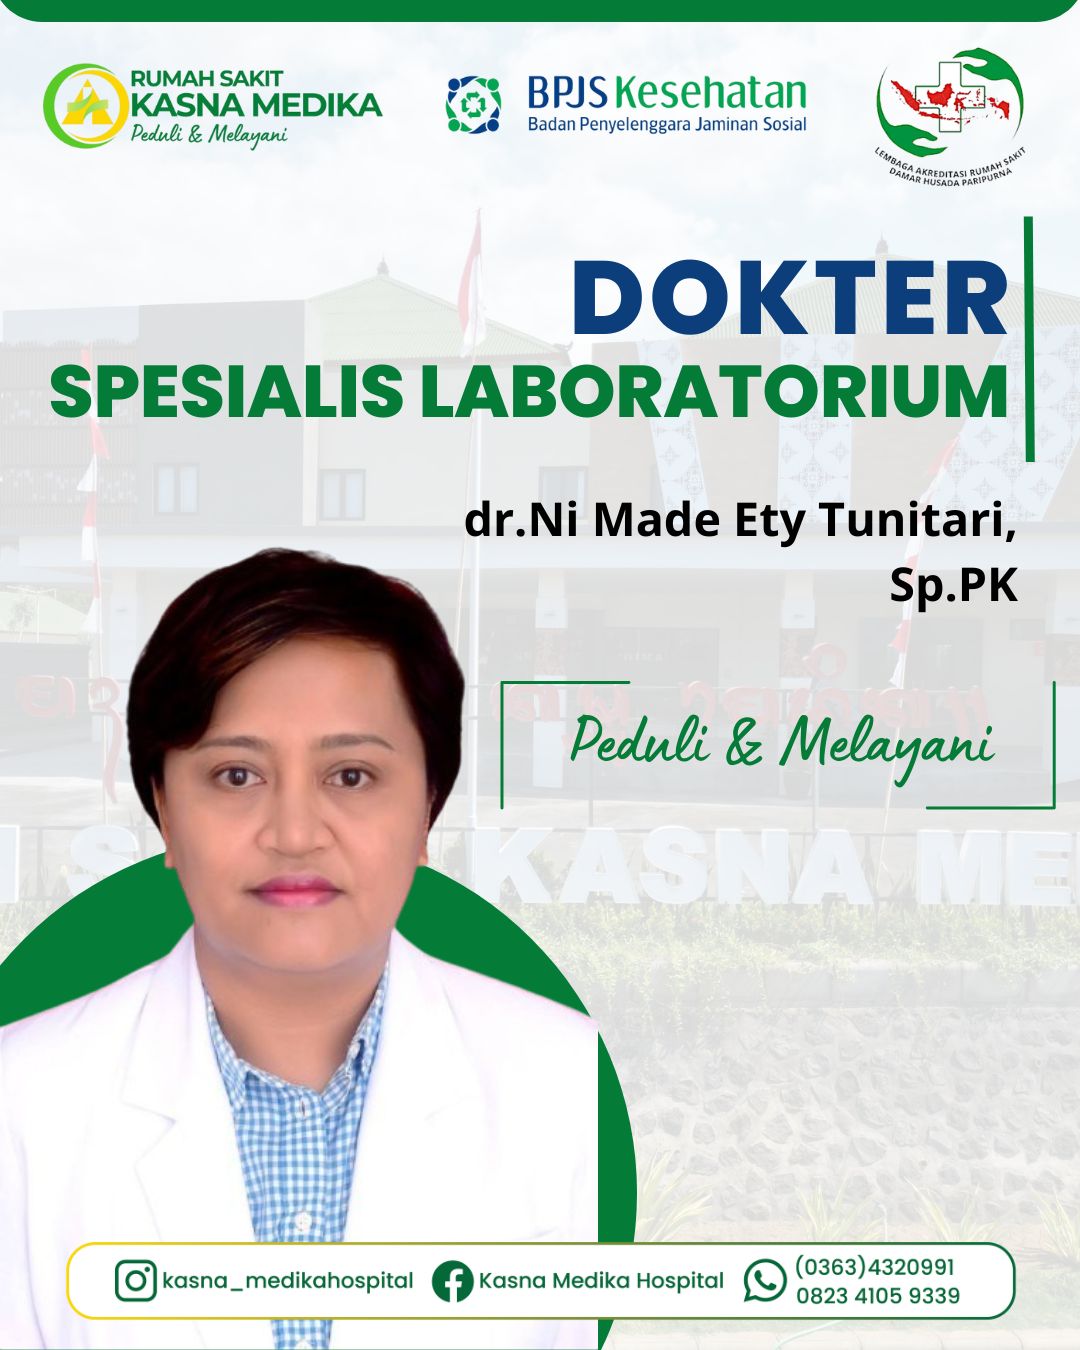 RUMAH SAKIT
KASNA MEDIKA
Peduli & Melayani
BPJS Kesehatan
Badan Penyelenggara Jaminan Sosial
LEMBAGA AKREDITASI RUMAH SAKIT
DAMAR HUSADA PARIPURNA
DOKTER
SPESIALIS LABORATORIUM
dr.Ni Made Ety Tunitari,
Sp.PK
Peduli & Melayani
KASNA ME
kasna_medikahospital
Kasna Medika Hospital
(0363)4320991
0823 4105 9339